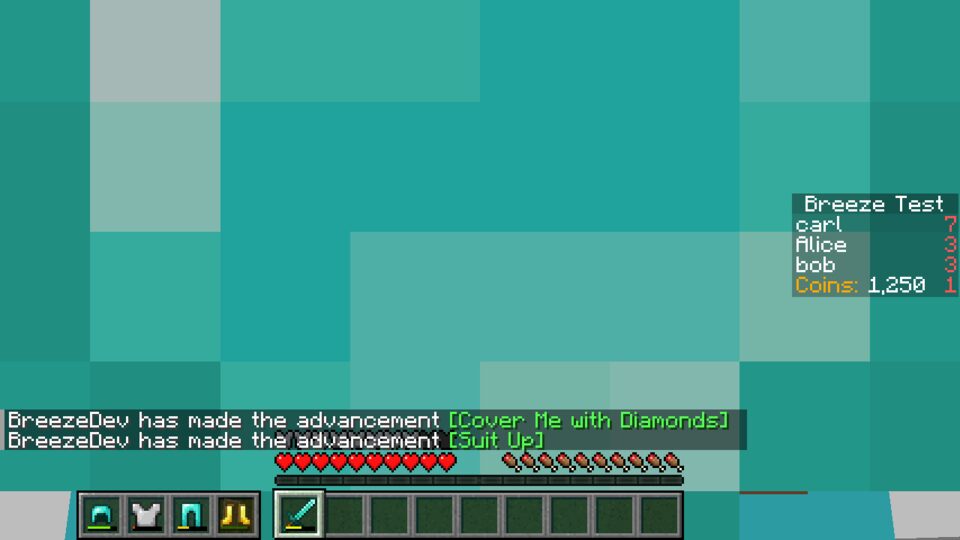 Breeze Test
carl 7
Alice 3
bob 3
Coins: 1,250 1
BreezeDev has made the advancement [Cover Me with Diamonds]
BreezeDev has made the advancement [Suit Up]